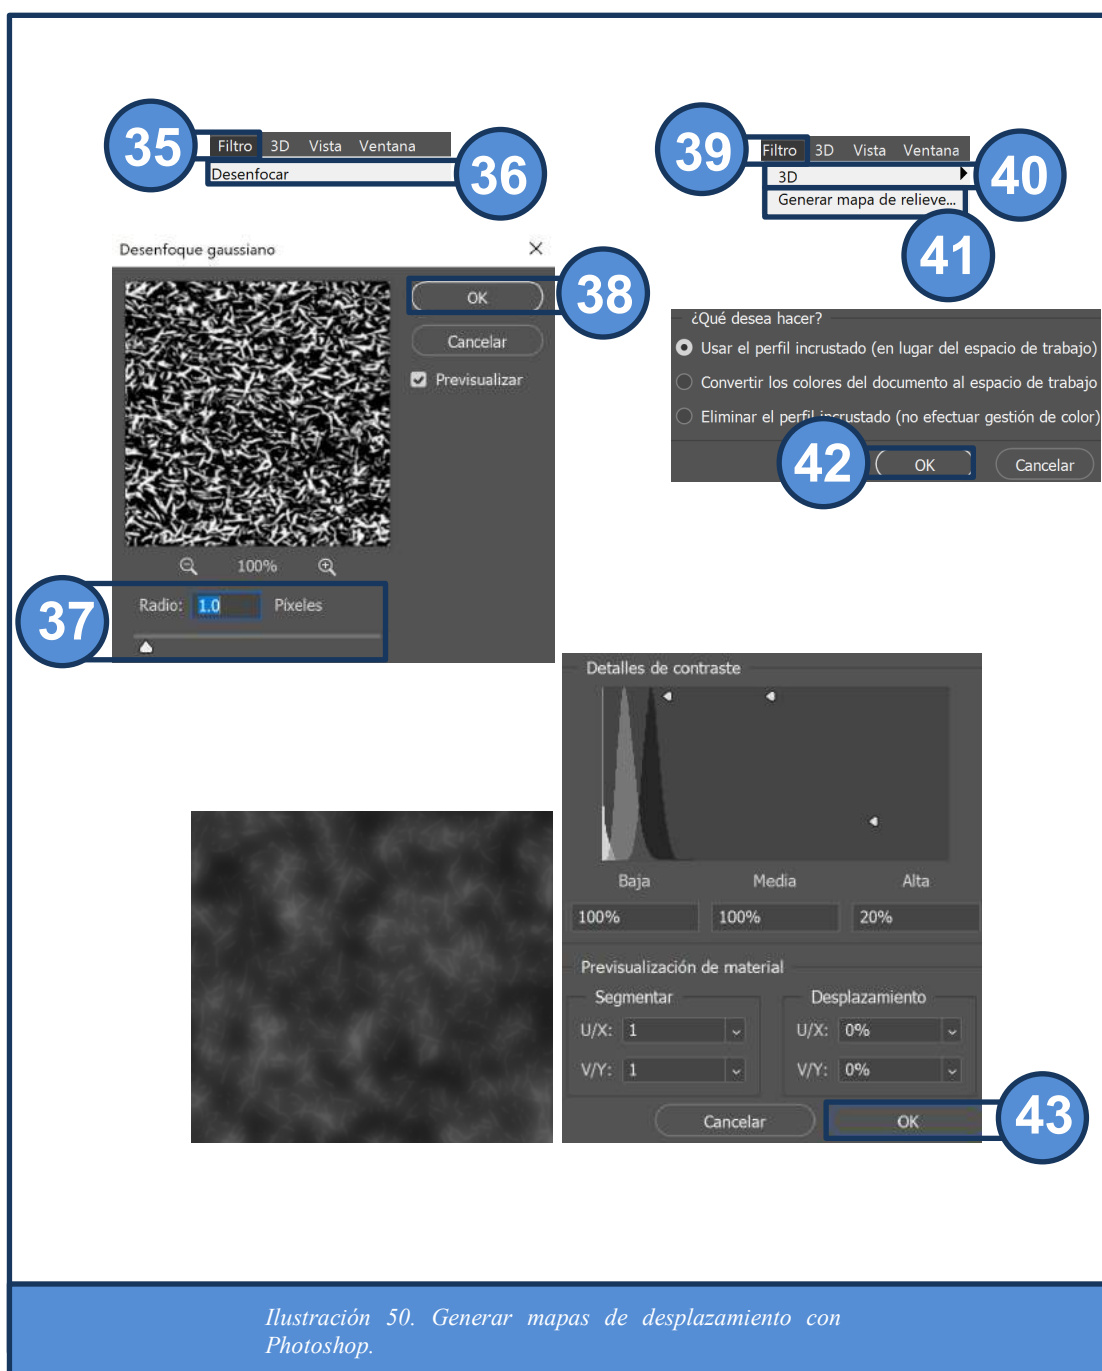 35
Filtro 3D Vista Ventana
Desenfocar
36
Desenfoque gaussiano
OK
38
Cancelar
Previsualizar
100%
37
Radio: 1.0 Píxeles
39
Filtro 3D Vista Ventana
3D
40
Generar mapa de relieve...
41
¿Qué desea hacer?
Usar el perfil incrustado (en lugar del espacio de trabajo)
Convertir los colores del documento al espacio de trabajo
Eliminar el perfil incrustado (no efectuar gestión de color)
42
OK
Cancelar
Detalles de contraste
Baja Media Alta
100% 100% 20%
Previsualización de material
Segmentar Desplazamiento
U/X: 1 U/X: 0%
V/Y: 1 V/Y: 0%
Cancelar OK
43
Ilustración 50. Generar mapas de desplazamiento con
Photoshop.